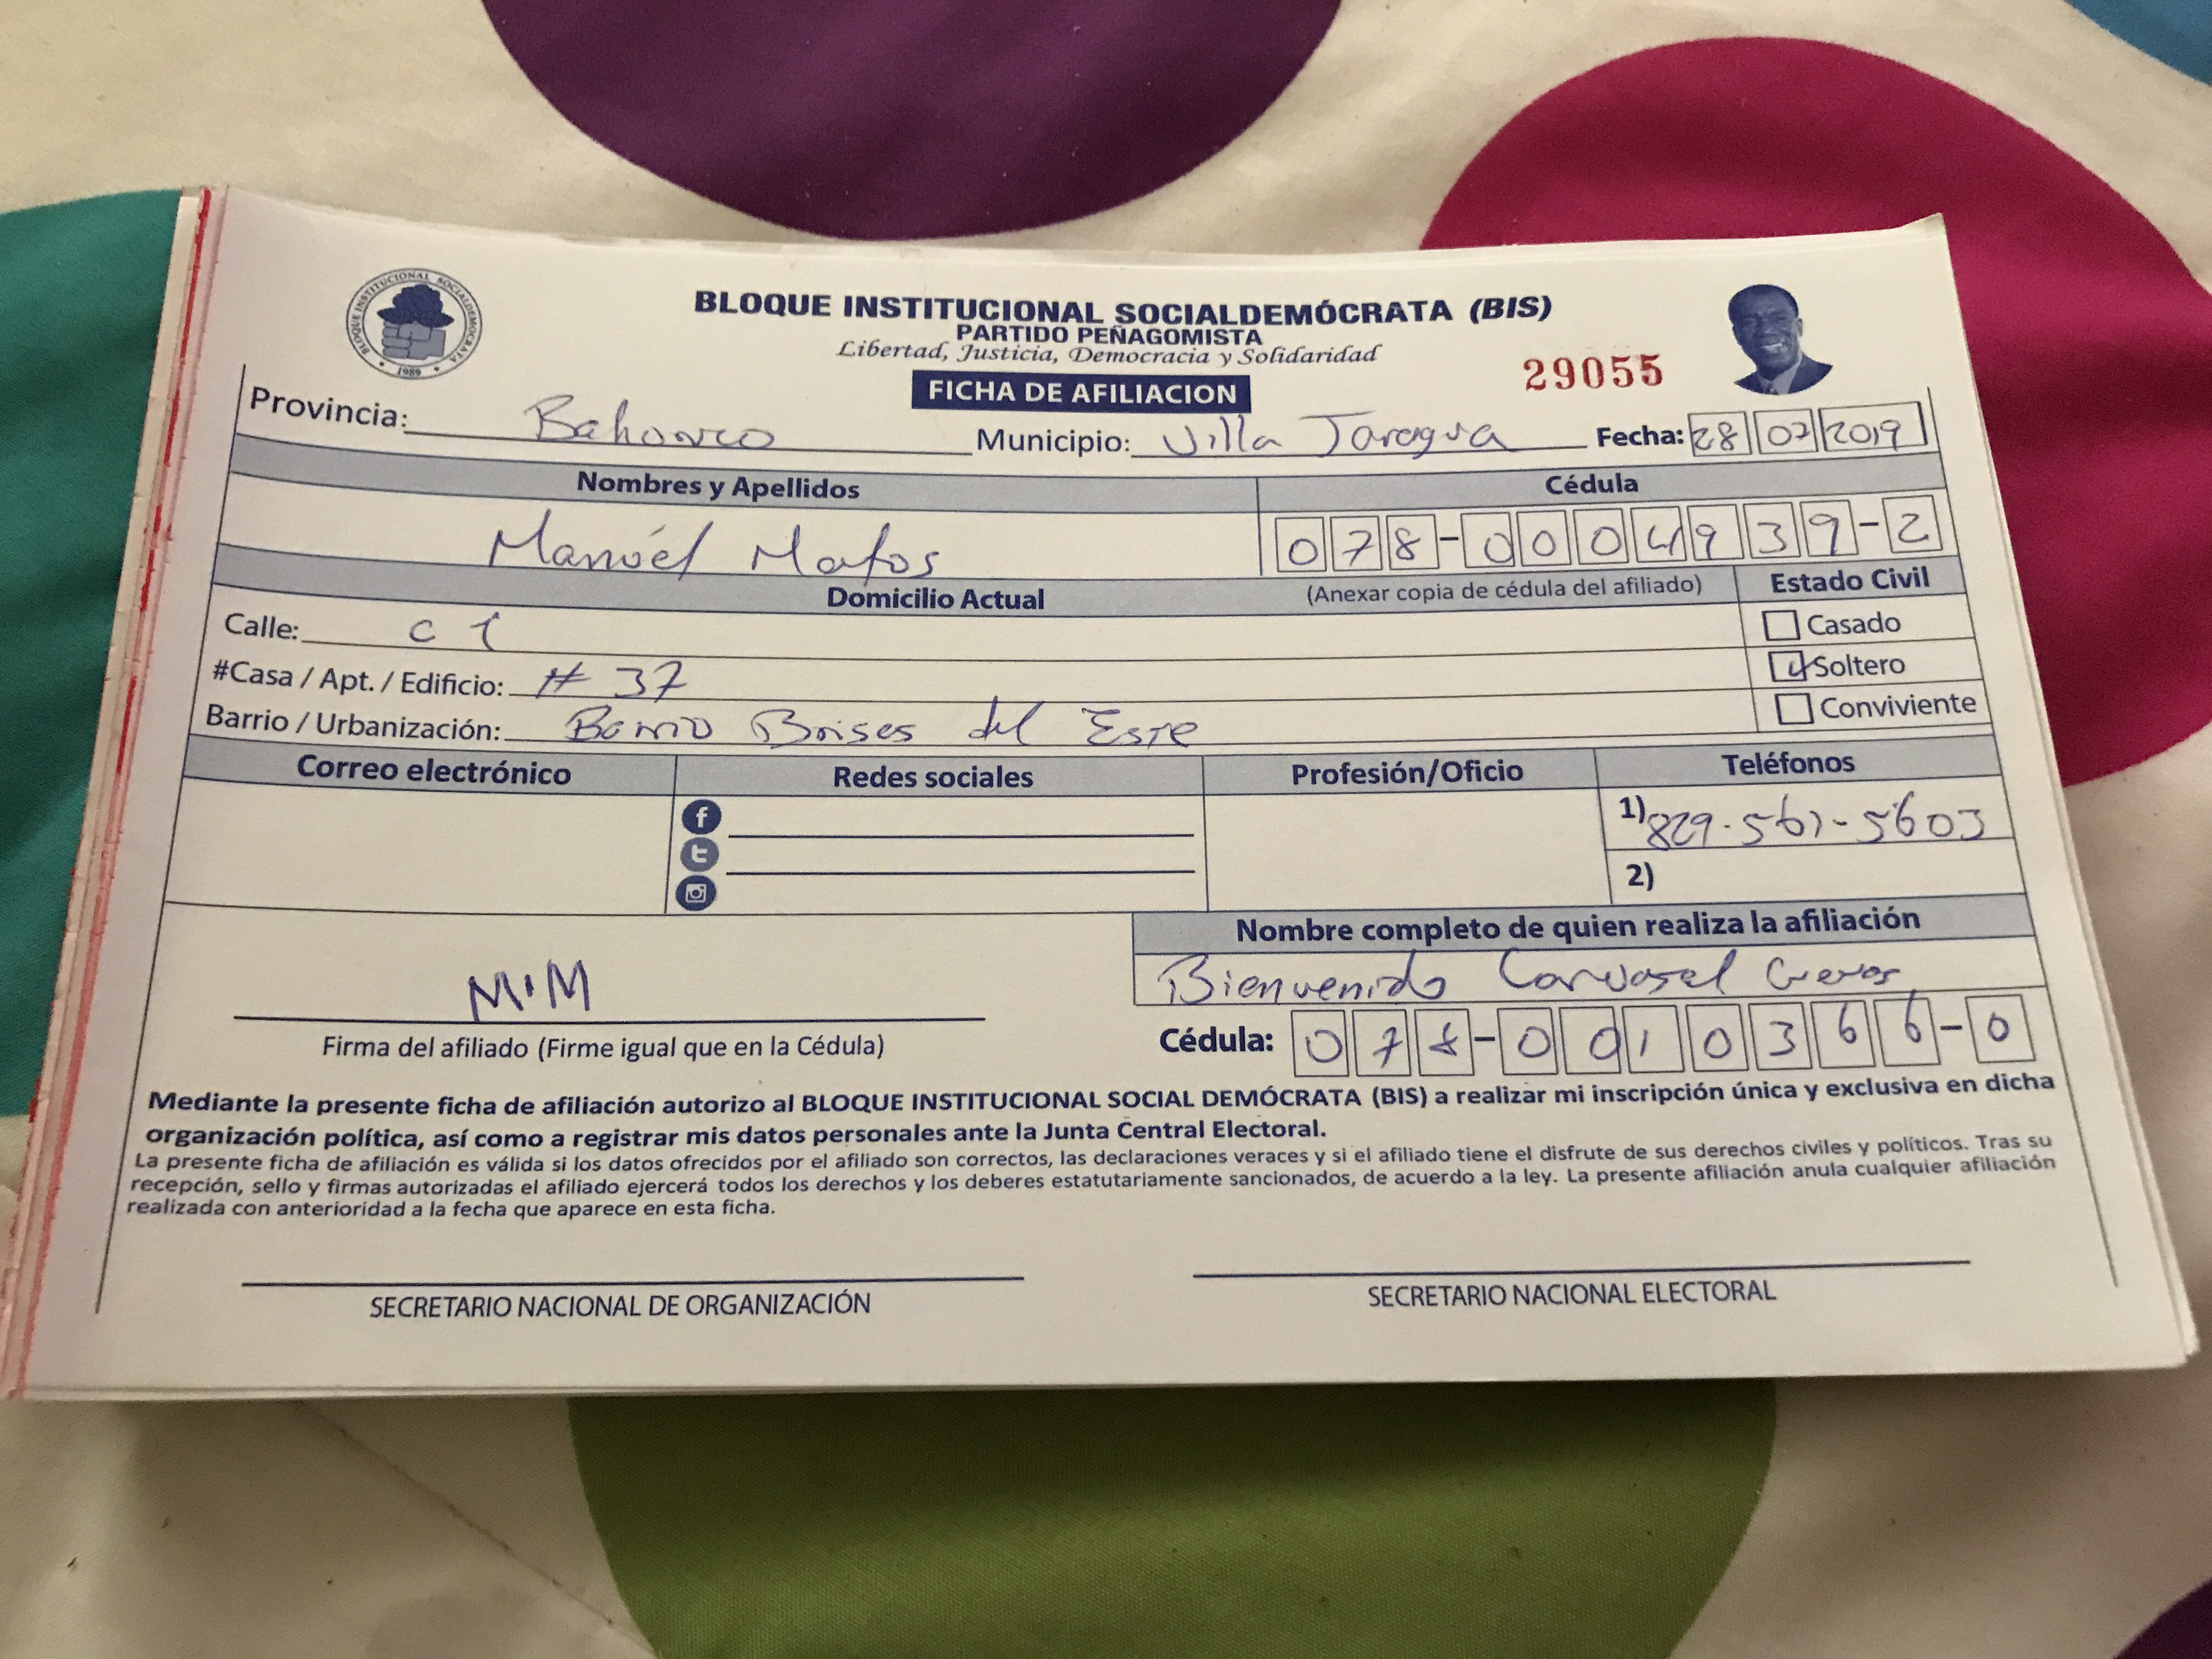 BLOQUE INSTITUCIONAL SOCIALDEMOCRATA
1989
BLOQUE INSTITUCIONAL SOCIALDEMÓCRATA (BIS)
PARTIDO PEÑAGOMISTA
Libertad, Justicia, Democracia y Solidaridad
29055
FICHA DE AFILIACION
Provincia: Bahoruco Municipio: Villa Jaragua Fecha: 28 02 2019
Nombres y Apellidos Cédula
Manuel Matos 078-0004939-2
Domicilio Actual (Anexar copia de cédula del afiliado) Estado Civil
Calle: C 1 Casado
#Casa / Apt. / Edificio: # 37 Soltero
Barrio / Urbanización: Barrio Brisas del Este Conviviente
Correo electrónico Redes sociales Profesión/Oficio Teléfonos
1) 829-561-5603
2)
Nombre completo de quien realiza la afiliación
Bienvenido Carvajal Cuevas
M.M
Firma del afiliado (Firme igual que en la Cédula) Cédula: 078-0010366-0
Mediante la presente ficha de afiliación autorizo al BLOQUE INSTITUCIONAL SOCIAL DEMÓCRATA (BIS) a realizar mi inscripción única y exclusiva en dicha
organización política, así como a registrar mis datos personales ante la Junta Central Electoral.
La presente ficha de afiliación es válida si los datos ofrecidos por el afiliado son correctos, las declaraciones veraces y si el afiliado tiene el disfrute de sus derechos civiles y políticos. Tras su
recepción, sello y firmas autorizadas el afiliado ejercerá todos los derechos y los deberes estatutariamente sancionados, de acuerdo a la ley. La presente afiliación anula cualquier afiliación
realizada con anterioridad a la fecha que aparece en esta ficha.
SECRETARIO NACIONAL DE ORGANIZACIÓN SECRETARIO NACIONAL ELECTORAL